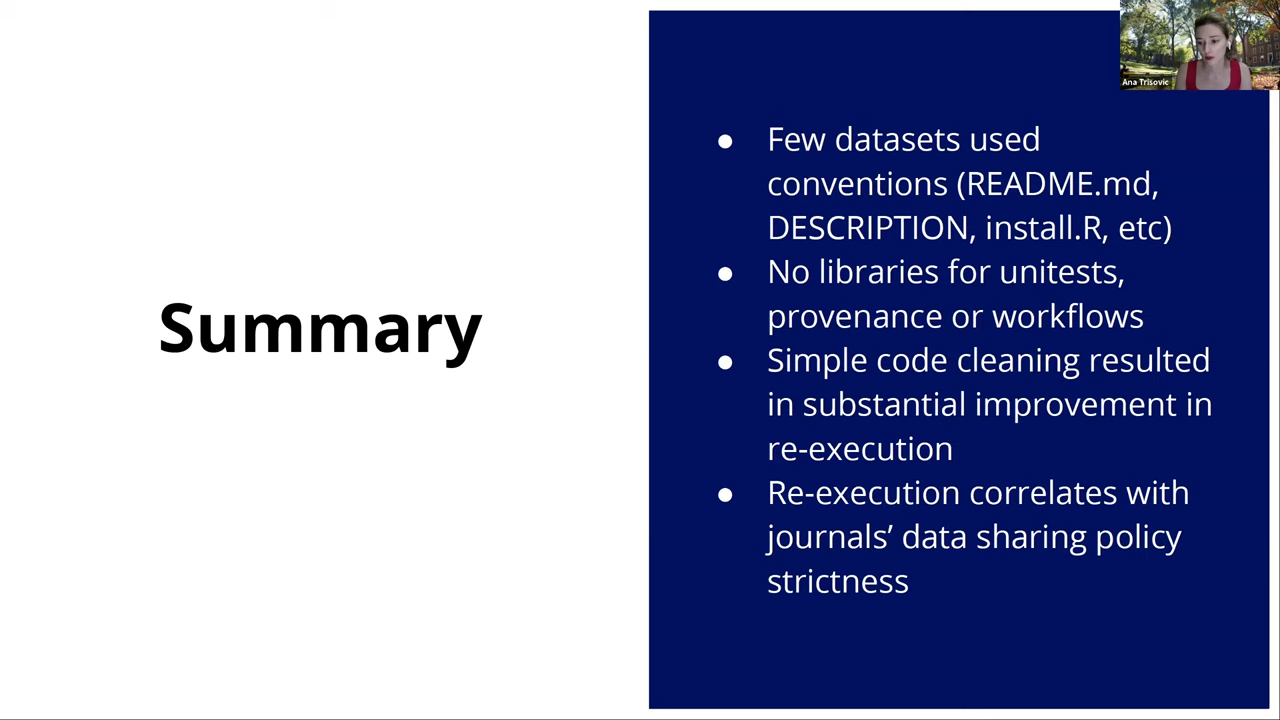 Ana Trisovic
Summary
● Few datasets used
conventions (README.md,
DESCRIPTION, install.R, etc)
● No libraries for unitests,
provenance or workflows
● Simple code cleaning resulted
in substantial improvement in
re-execution
● Re-execution correlates with
journals’ data sharing policy
strictness